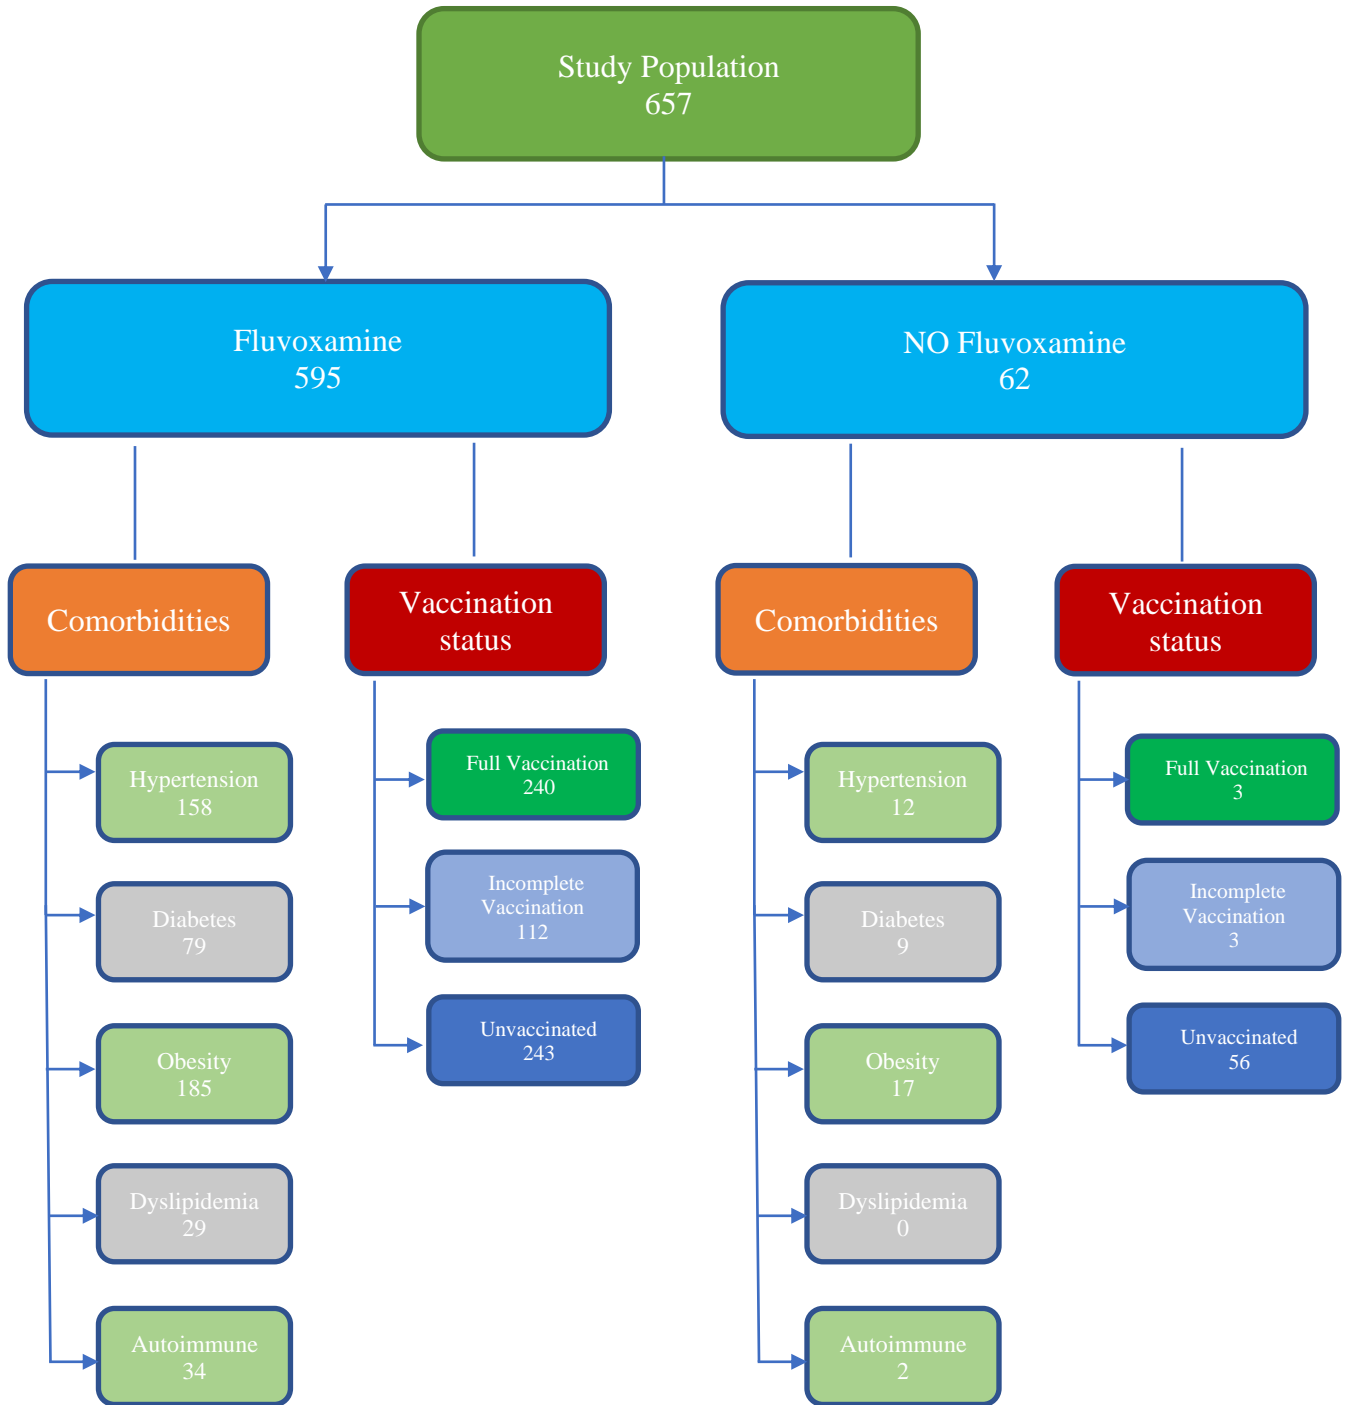 Study Population
657
Fluvoxamine
595
NO Fluvoxamine
62
Comorbidities
Vaccination
status
Comorbidities
Vaccination
status
Hypertension
158
Diabetes
79
Obesity
185
Dyslipidemia
29
Autoimmune
34
Full Vaccination
240
Incomplete
Vaccination
112
Unvaccinated
243
Hypertension
12
Diabetes
9
Obesity
17
Dyslipidemia
0
Autoimmune
2
Full Vaccination
3
Incomplete
Vaccination
3
Unvaccinated
56